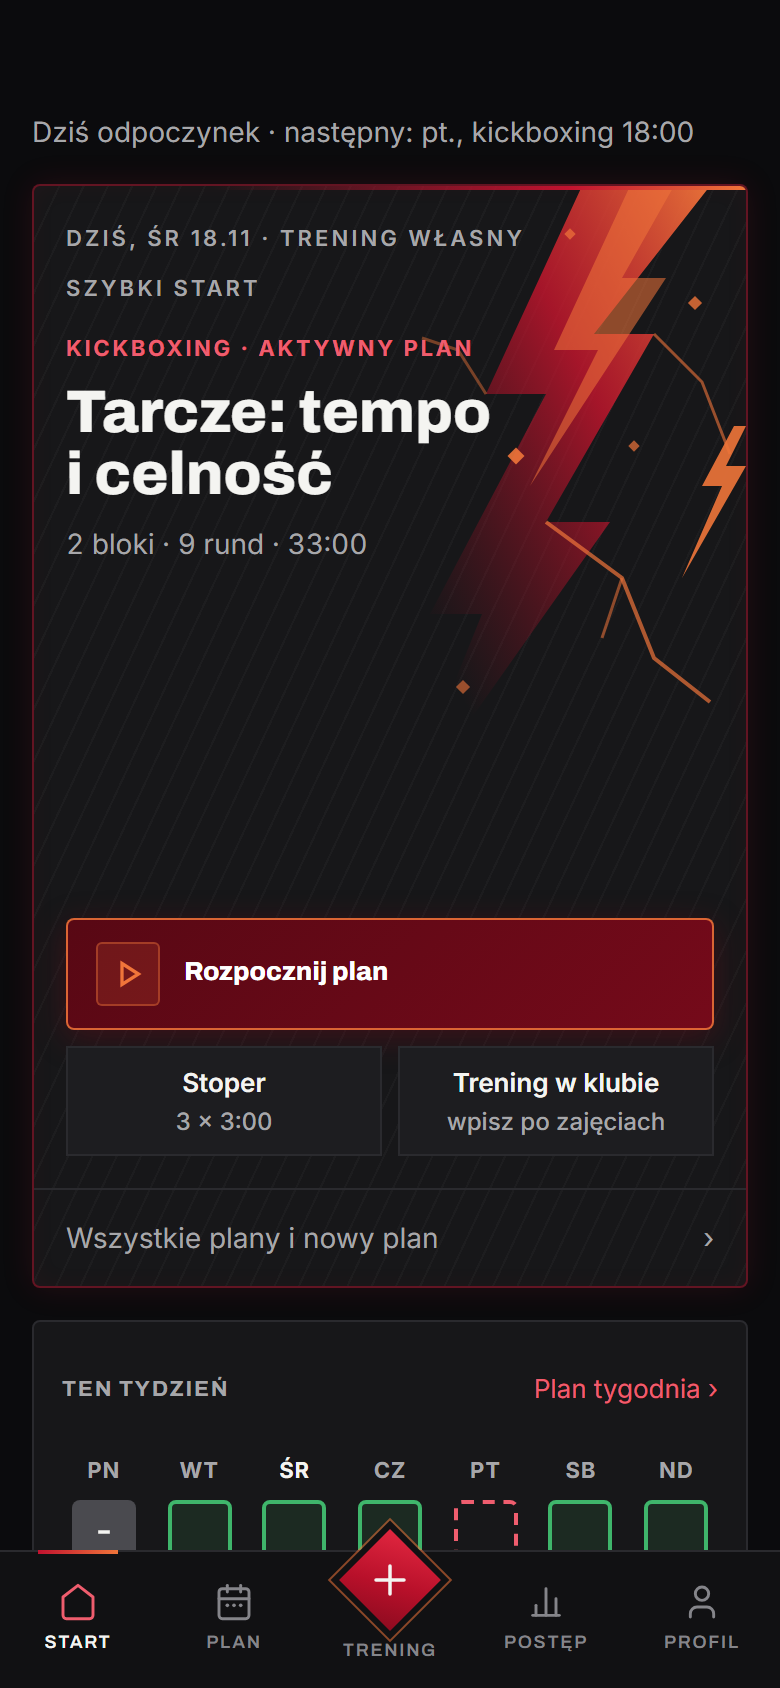 Dziś odpoczynek · następny: pt., kickboxing 18:00
DZIŚ, ŚR 18.11 · TRENING WŁASNY
SZYBKI START
KICKBOXING · AKTYWNY PLAN
Tarcze: tempo
i celność
2 bloki · 9 rund · 33:00
Rozpocznij plan
Stoper
3 × 3:00
Trening w klubie
wpisz po zajęciach
Wszystkie plany i nowy plan ›
TEN TYDZIEŃ
Plan tygodnia ›
PN WT ŚR CZ PT SB ND
–
START PLAN TRENING POSTĘP PROFIL